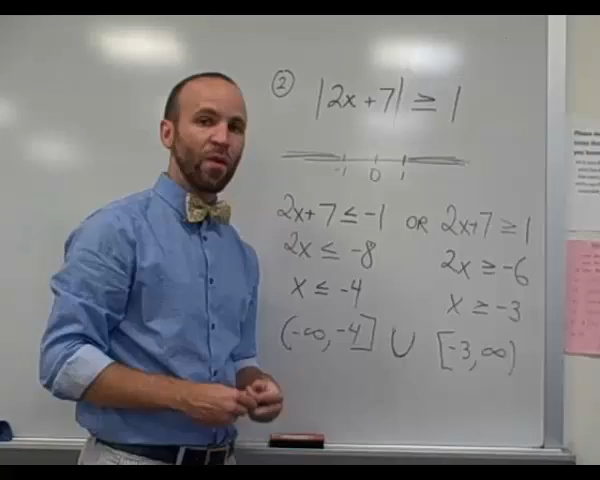 ② |2x+7| ≥ 1
-1 0 1
2x+7 ≤ -1 OR 2x+7 ≥ 1
2x ≤ -8 2x ≥ -6
x ≤ -4 x ≥ -3
(-∞, -4] ∪ [-3, ∞)